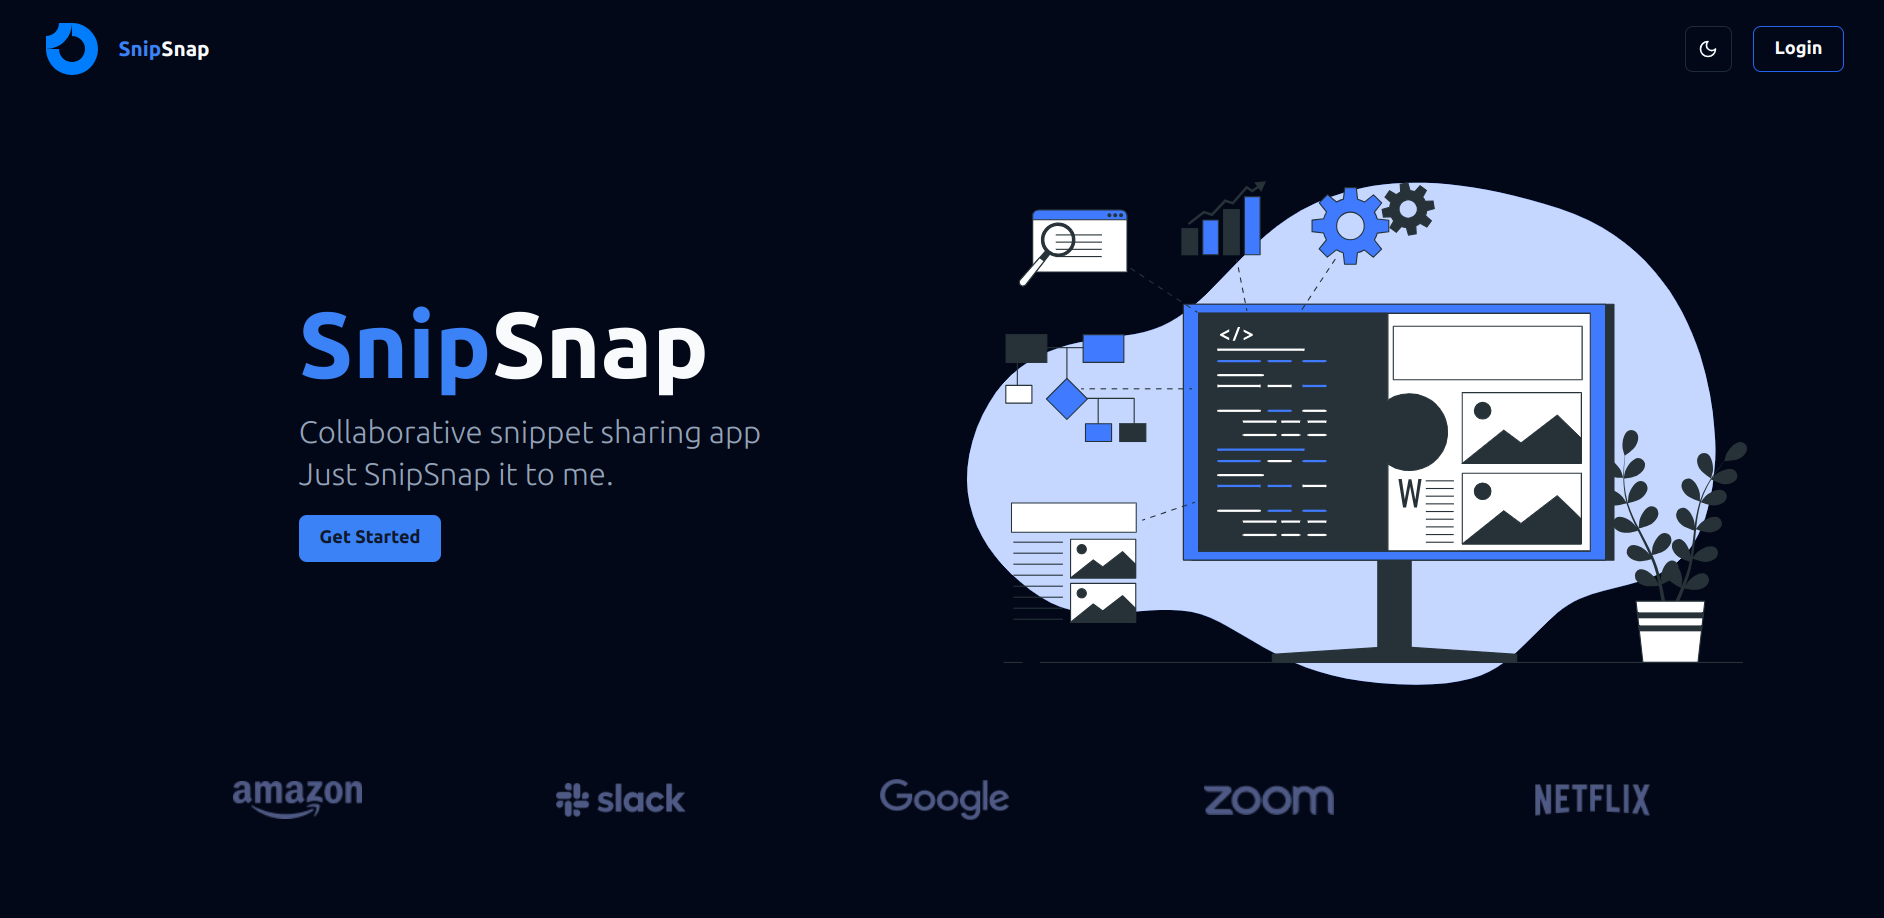 SnipSnap
Login
SnipSnap
Collaborative snippet sharing app
Just SnipSnap it to me.
Get Started
</>
W
amazon
slack
Google
zoom
NETFLIX